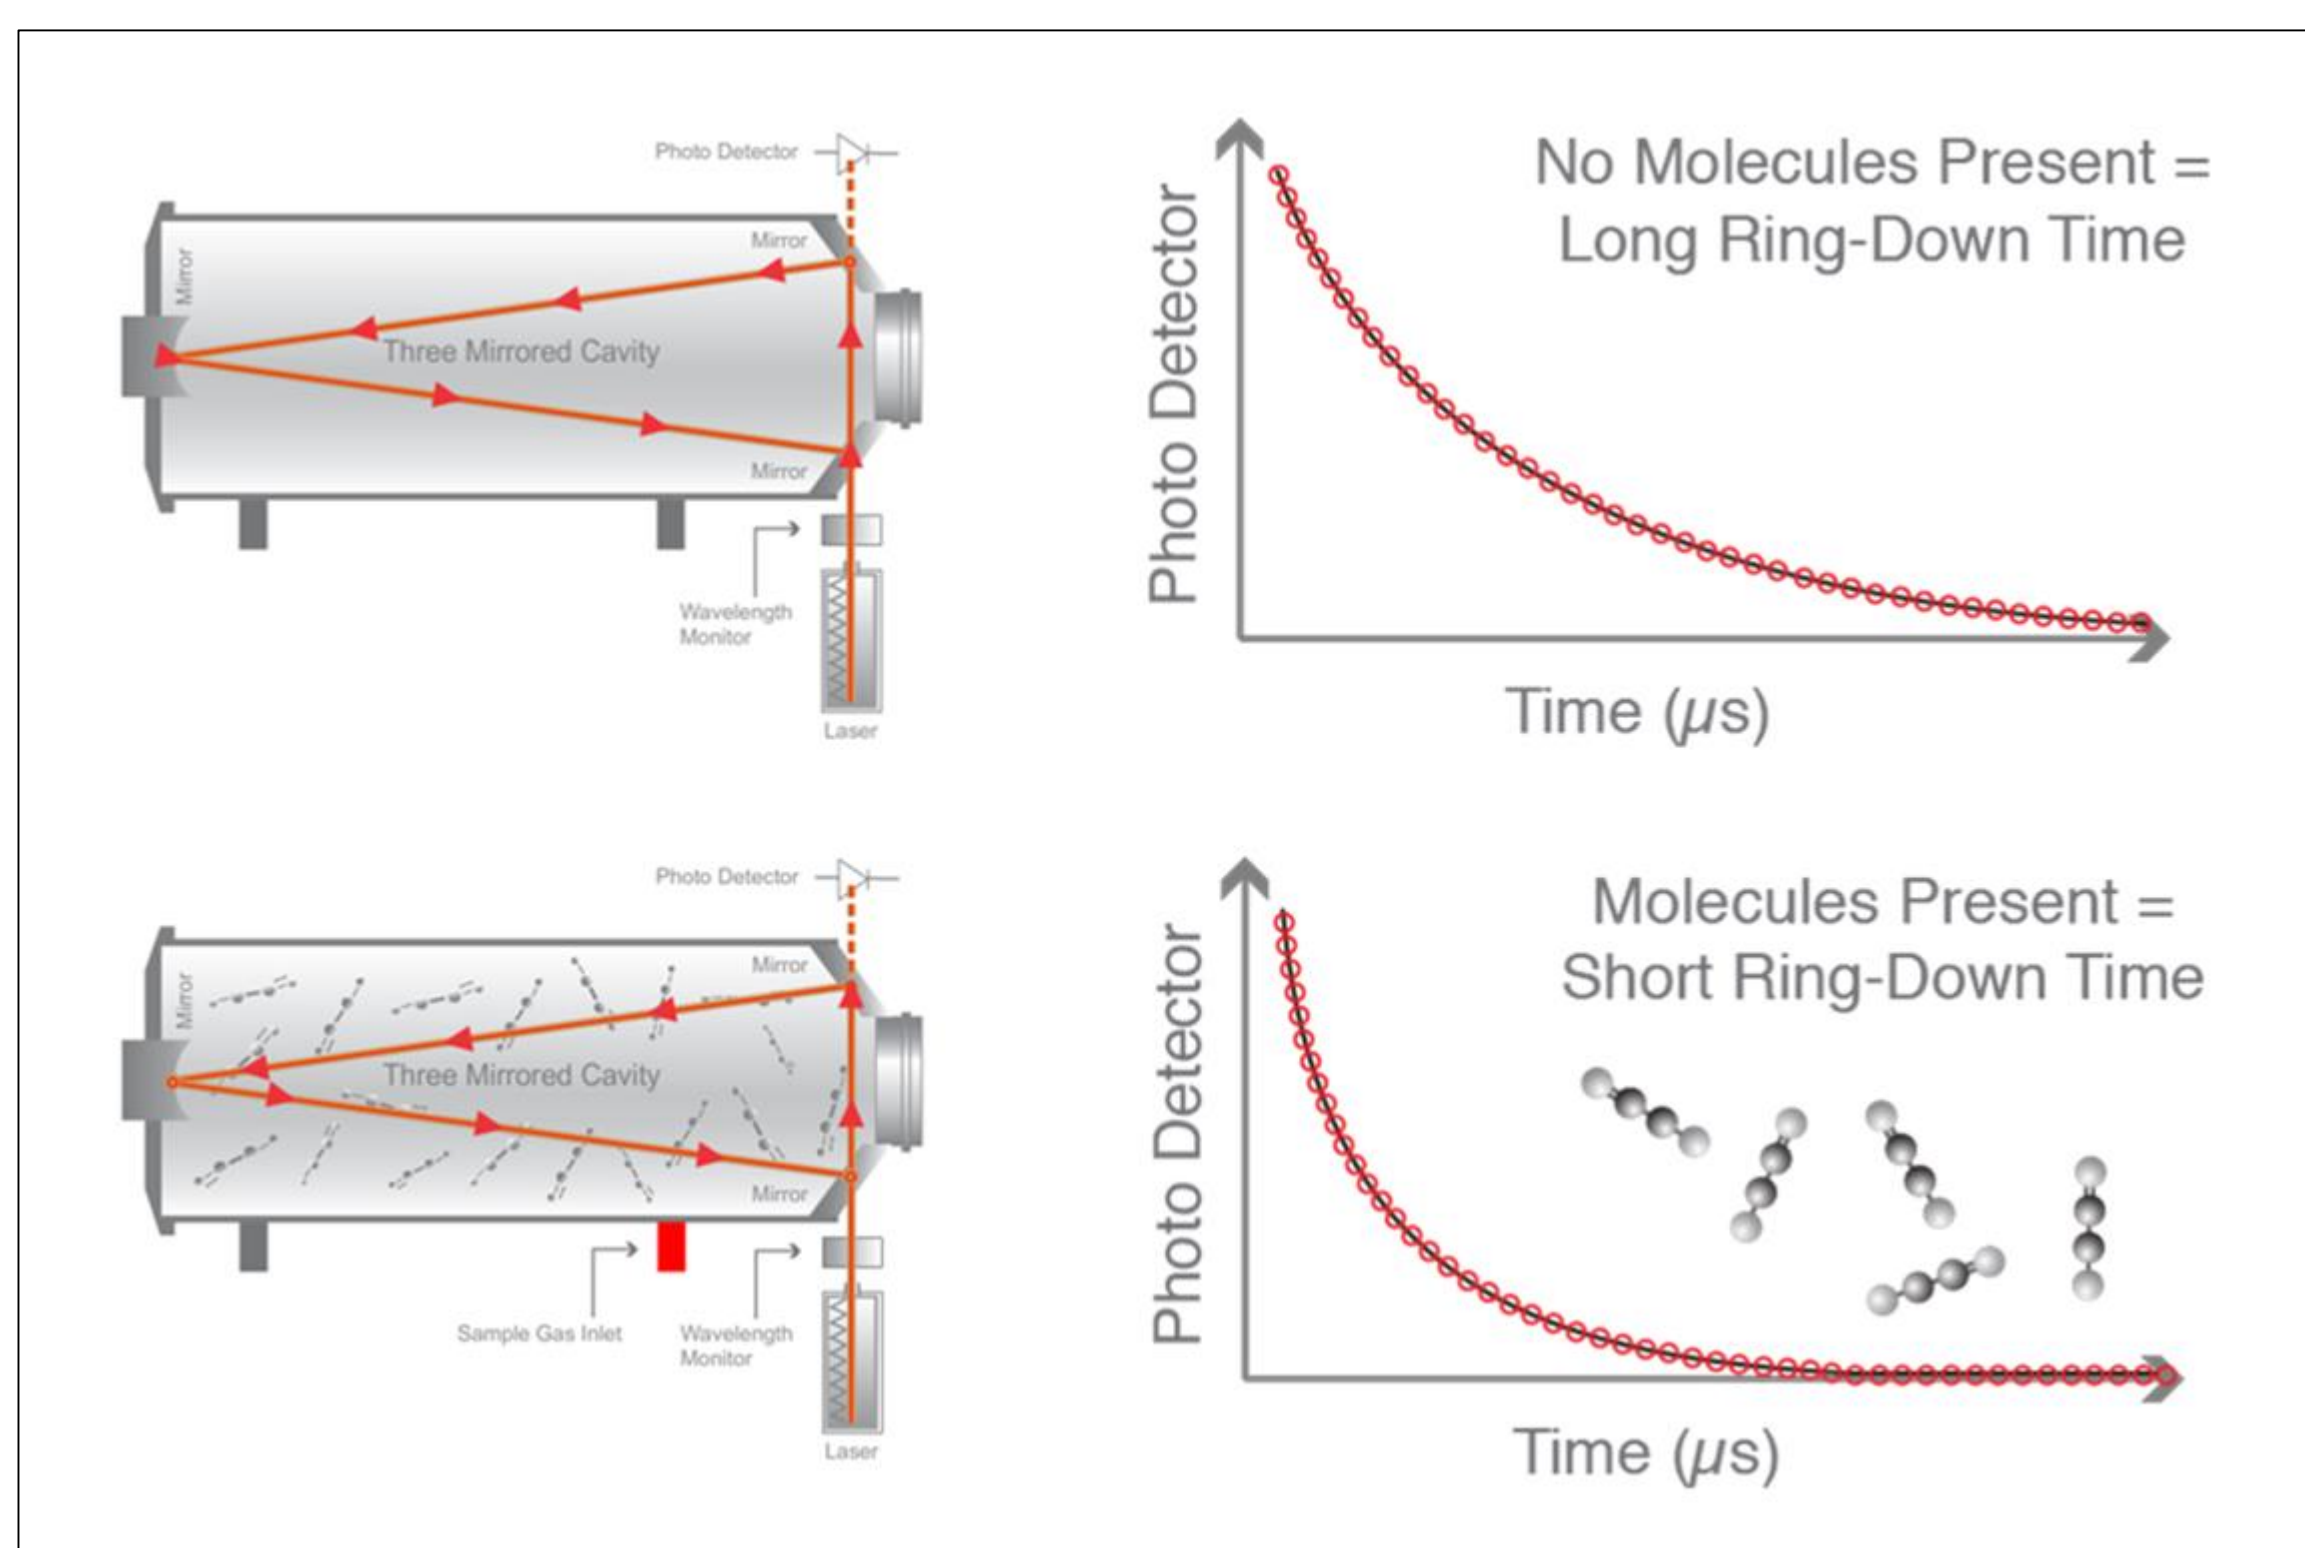 Photo Detector
Mirror
Mirror
Three Mirrored Cavity
Mirror
Wavelength
Monitor
Laser
Photo Detector
No Molecules Present =
Long Ring-Down Time
Time (µs)
Photo Detector
Mirror
Mirror
Three Mirrored Cavity
Mirror
Sample Gas Inlet
Wavelength
Monitor
Laser
Photo Detector
Molecules Present =
Short Ring-Down Time
Time (µs)